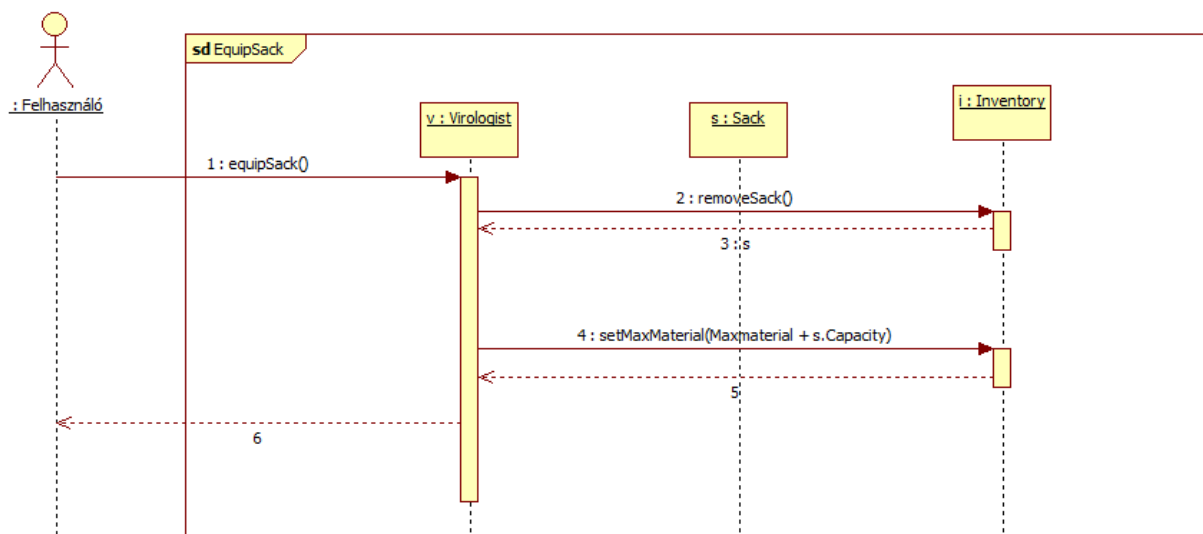 sd EquipSack
: Felhasználó
v : Virologist
s : Sack
i : Inventory
1 : equipSack()
2 : removeSack()
3 : s
4 : setMaxMaterial(Maxmaterial + s.Capacity)
5
6